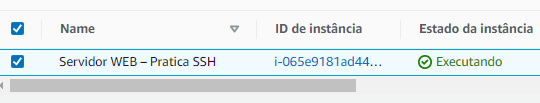 Name ID de instância Estado da instância
Servidor WEB – Pratica SSH i-065e9181ad44... Executando